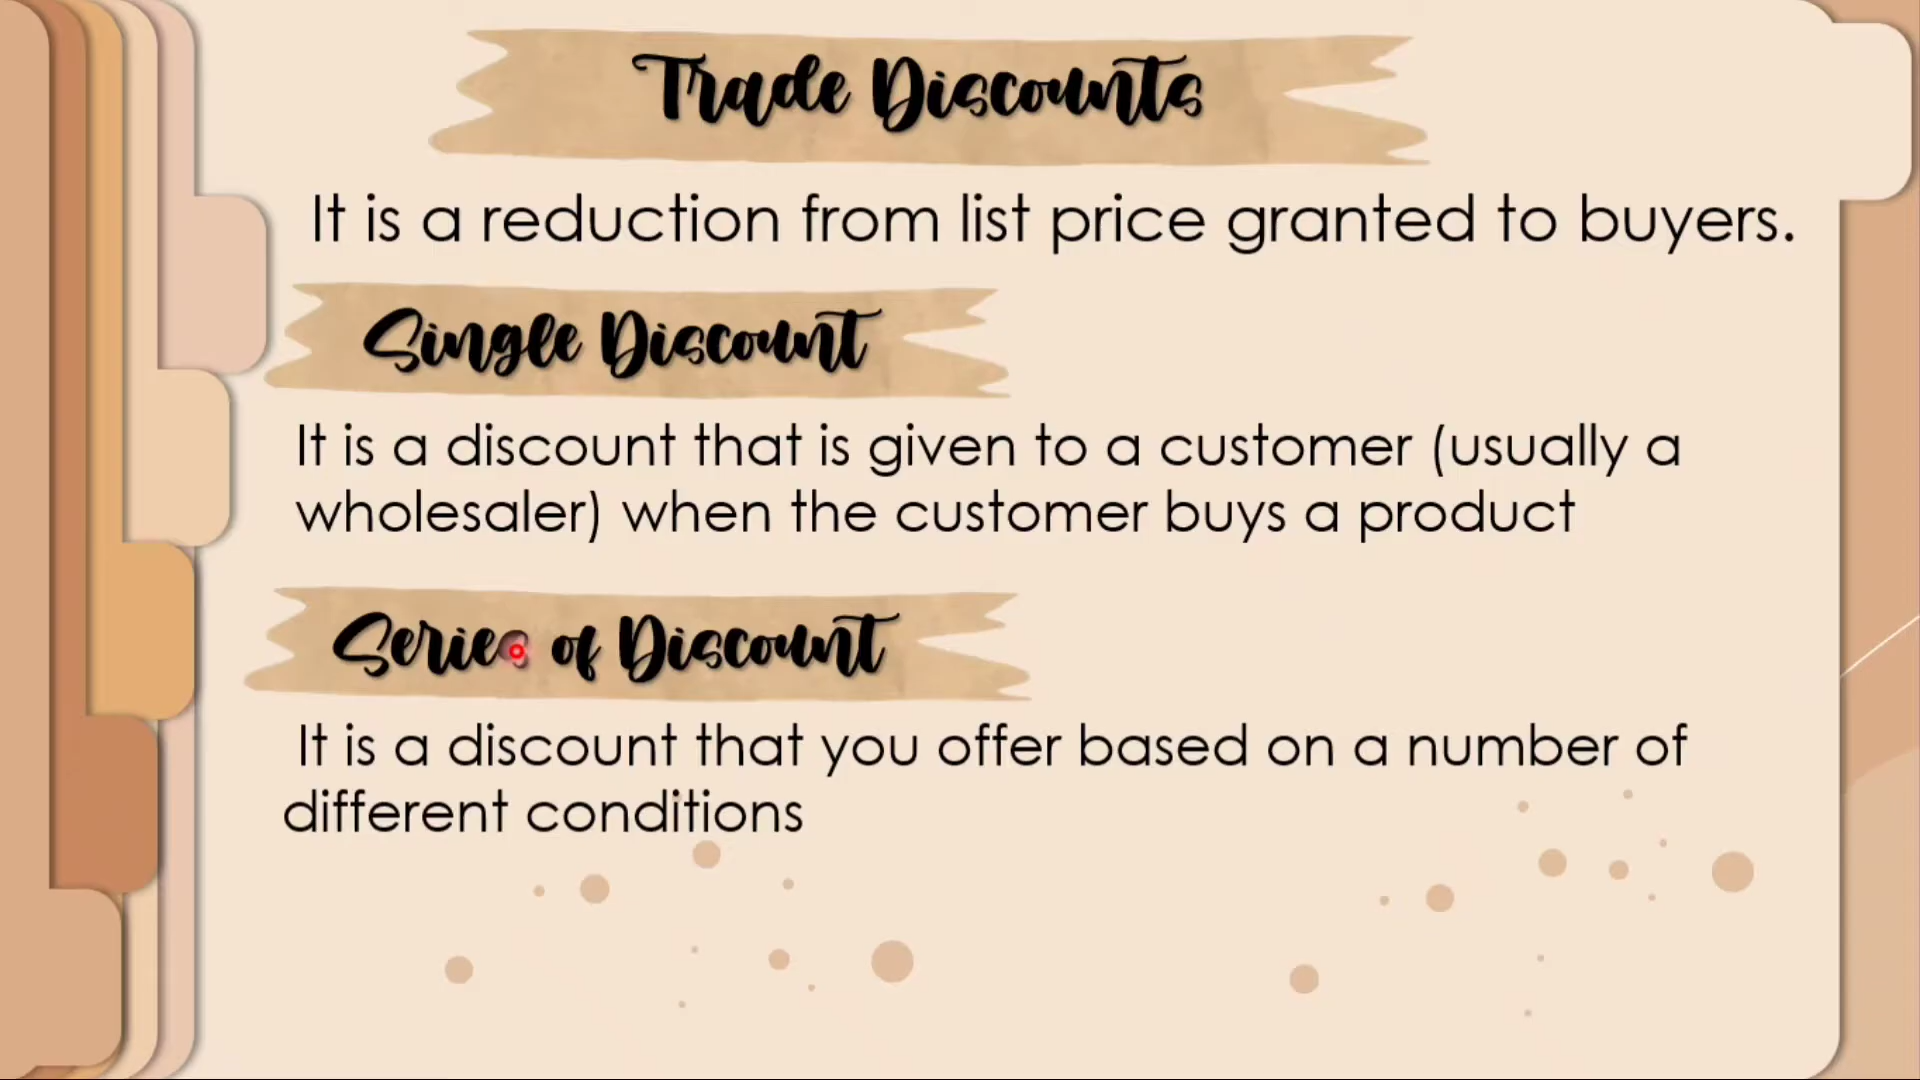 Trade Discounts
It is a reduction from list price granted to buyers.
Single Discount
It is a discount that is given to a customer (usually a
wholesaler) when the customer buys a product
Series of Discount
It is a discount that you offer based on a number of
different conditions